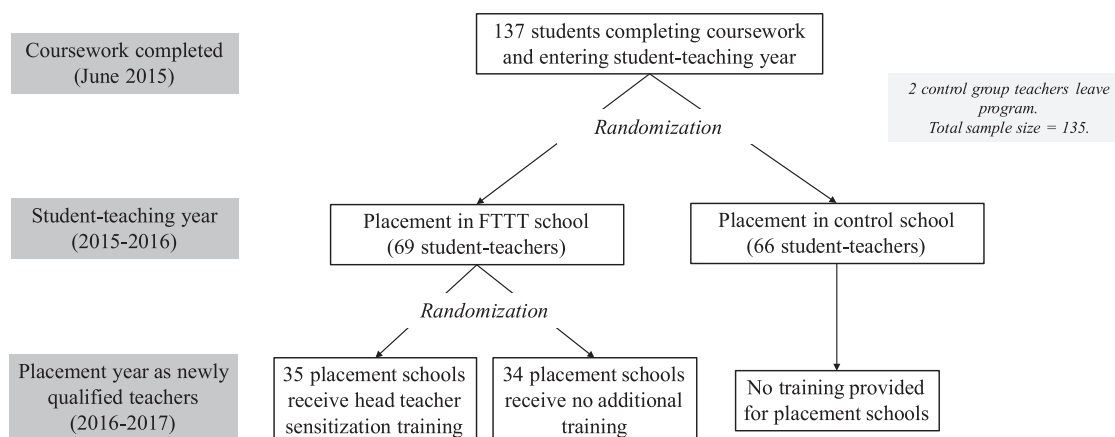 Coursework completed
(June 2015)
137 students completing coursework
and entering student-teaching year
2 control group teachers leave
program.
Total sample size = 135.
Randomization
Student-teaching year
(2015-2016)
Placement in FTTT school
(69 student-teachers)
Placement in control school
(66 student-teachers)
Randomization
Placement year as newly
qualified teachers
(2016-2017)
35 placement schools
receive head teacher
sensitization training
34 placement schools
receive no additional
training
No training provided
for placement schools